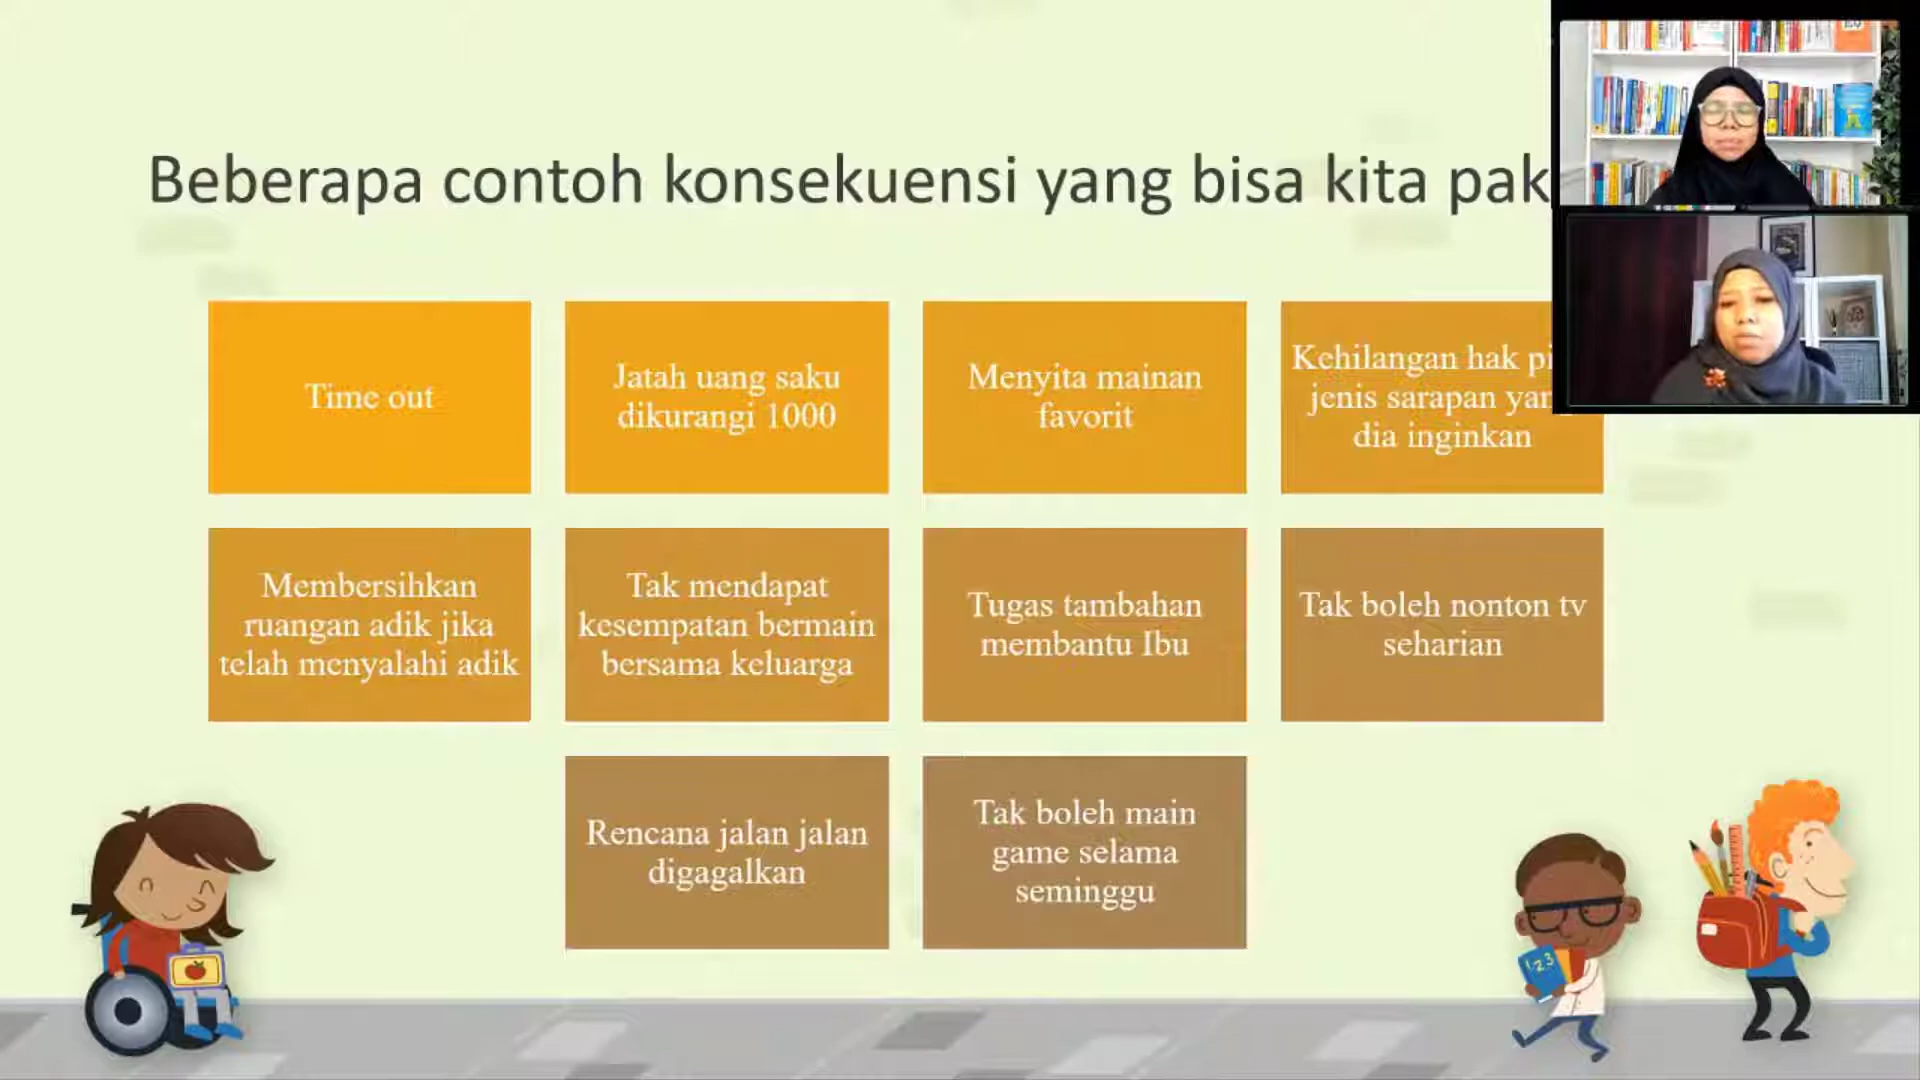 Beberapa contoh konsekuensi yang bisa kita
Time out
Jatah uang saku
dikurangi 1000
Menyita mainan
favorit
Kehilangan hak
jenis sarapan
dia inginkan
Membersihkan
ruangan adik jika
telah menyalahi adik
Tak mendapat
kesempatan bermain
bersama keluarga
Tugas tambahan
membantu Ibu
Tak boleh nonton tv
seharian
Rencana jalan jalan
digagalkan
Tak boleh main
game selama
seminggu
123